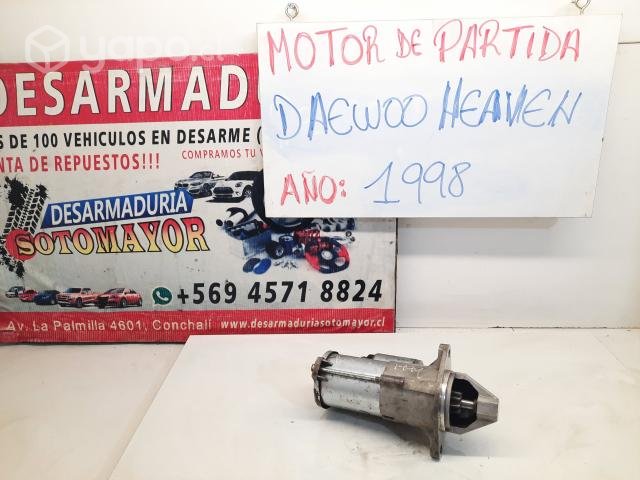 yapo.cl
MOTOR DE PARTIDA
DAEWOO HEAVEN
AÑO: 1998
DESARMADU
S DE 100 VEHICULOS EN DESARME (
NTA DE REPUESTOS!!!
COMPRAMOS TU V
DESARMADURIA
SOTOMAYOR
+569 4571 8824
Av. La Palmilla 4601, Conchalí www.desarmaduriasotomayor.cl